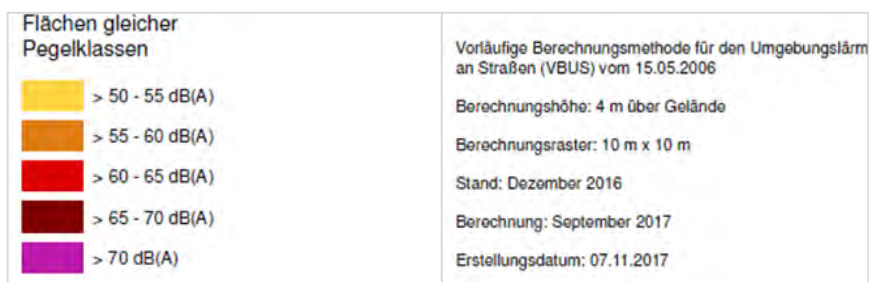 Flächen gleicher
Pegelklassen
> 50 - 55 dB(A)
> 55 - 60 dB(A)
> 60 - 65 dB(A)
> 65 - 70 dB(A)
> 70 dB(A)
Vorläufige Berechnungsmethode für den Umgebungslärm
an Straßen (VBUS) vom 15.05.2006
Berechnungshöhe: 4 m über Gelände
Berechnungsraster: 10 m x 10 m
Stand: Dezember 2016
Berechnung: September 2017
Erstellungsdatum: 07.11.2017